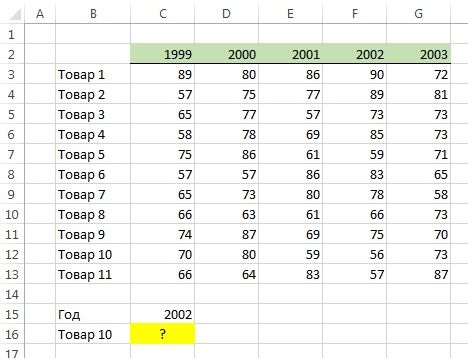 A B C D E F G
1
2 1999 2000 2001 2002 2003
3 Товар 1 89 80 86 90 72
4 Товар 2 57 75 77 89 81
5 Товар 3 65 77 57 73 73
6 Товар 4 58 78 69 85 73
7 Товар 5 75 86 61 59 71
8 Товар 6 57 57 86 83 65
9 Товар 7 65 73 80 78 58
10 Товар 8 66 63 61 66 73
11 Товар 9 74 87 69 75 70
12 Товар 10 70 80 59 56 73
13 Товар 11 66 64 83 57 87
14
15 Год 2002
16 Товар 10 ?
17